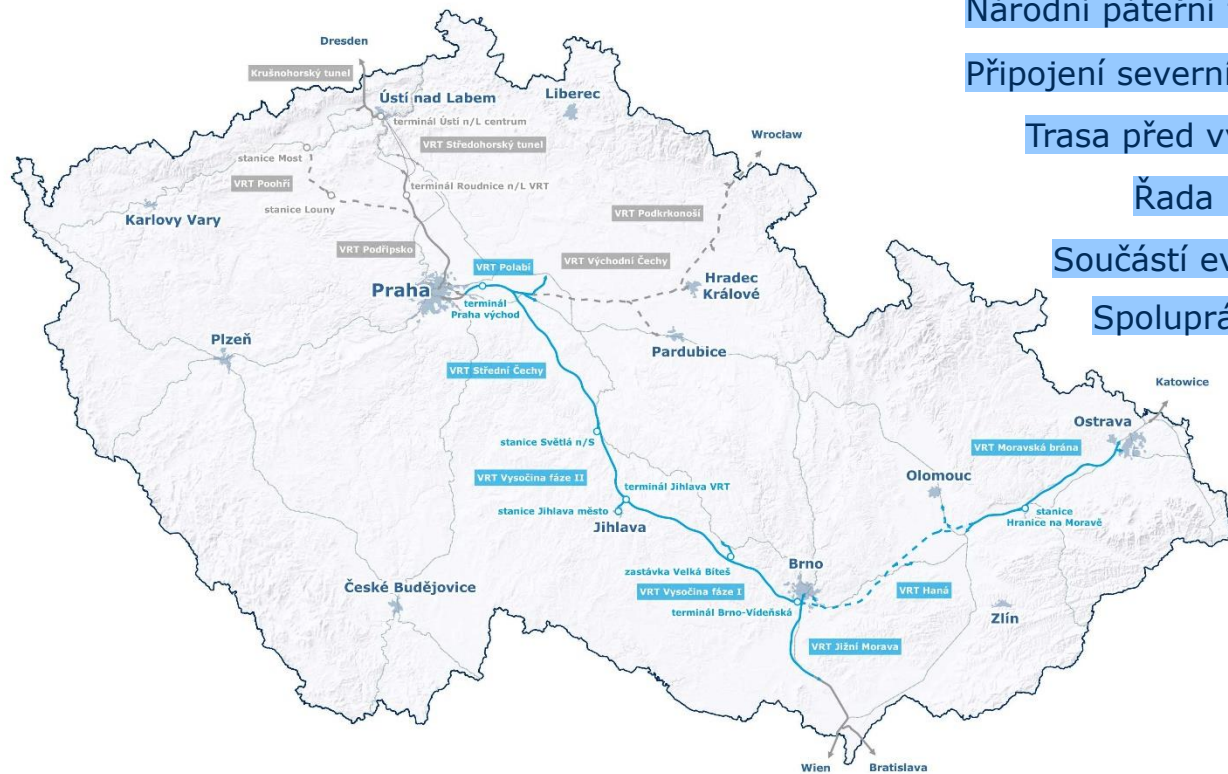 Národní páteřní
Připojení severní
Trasa před
Řada
Součástí
Dresden
Krušnohorský tunel
Ústí nad Labem
Liberec
terminál Ústí n/L centrum
Wrocław
VRT Středohorský tunel
stanice Most
VRT Poohří
terminál Roudnice n/L VRT
stanice Louny
Karlovy Vary
VRT Podkrkonoší
VRT Podřipsko
VRT Polabí
VRT Východní Čechy
Hradec
Králové
Praha
terminál
Praha východ
Plzeň
Pardubice
VRT Střední Čechy
Katowice
Ostrava
stanice Světlá n/S
VRT Moravská brána
VRT Vysočina fáze II
Olomouc
terminál Jihlava VRT
stanice Jihlava město
stanice
Hranice na Moravě
Jihlava
Brno
zastávka Velká Bíteš
České Budějovice
VRT Vysočina fáze I
VRT Haná
terminál Brno-Vídeňská
Zlín
VRT Jižní Morava
Wien
Bratislava